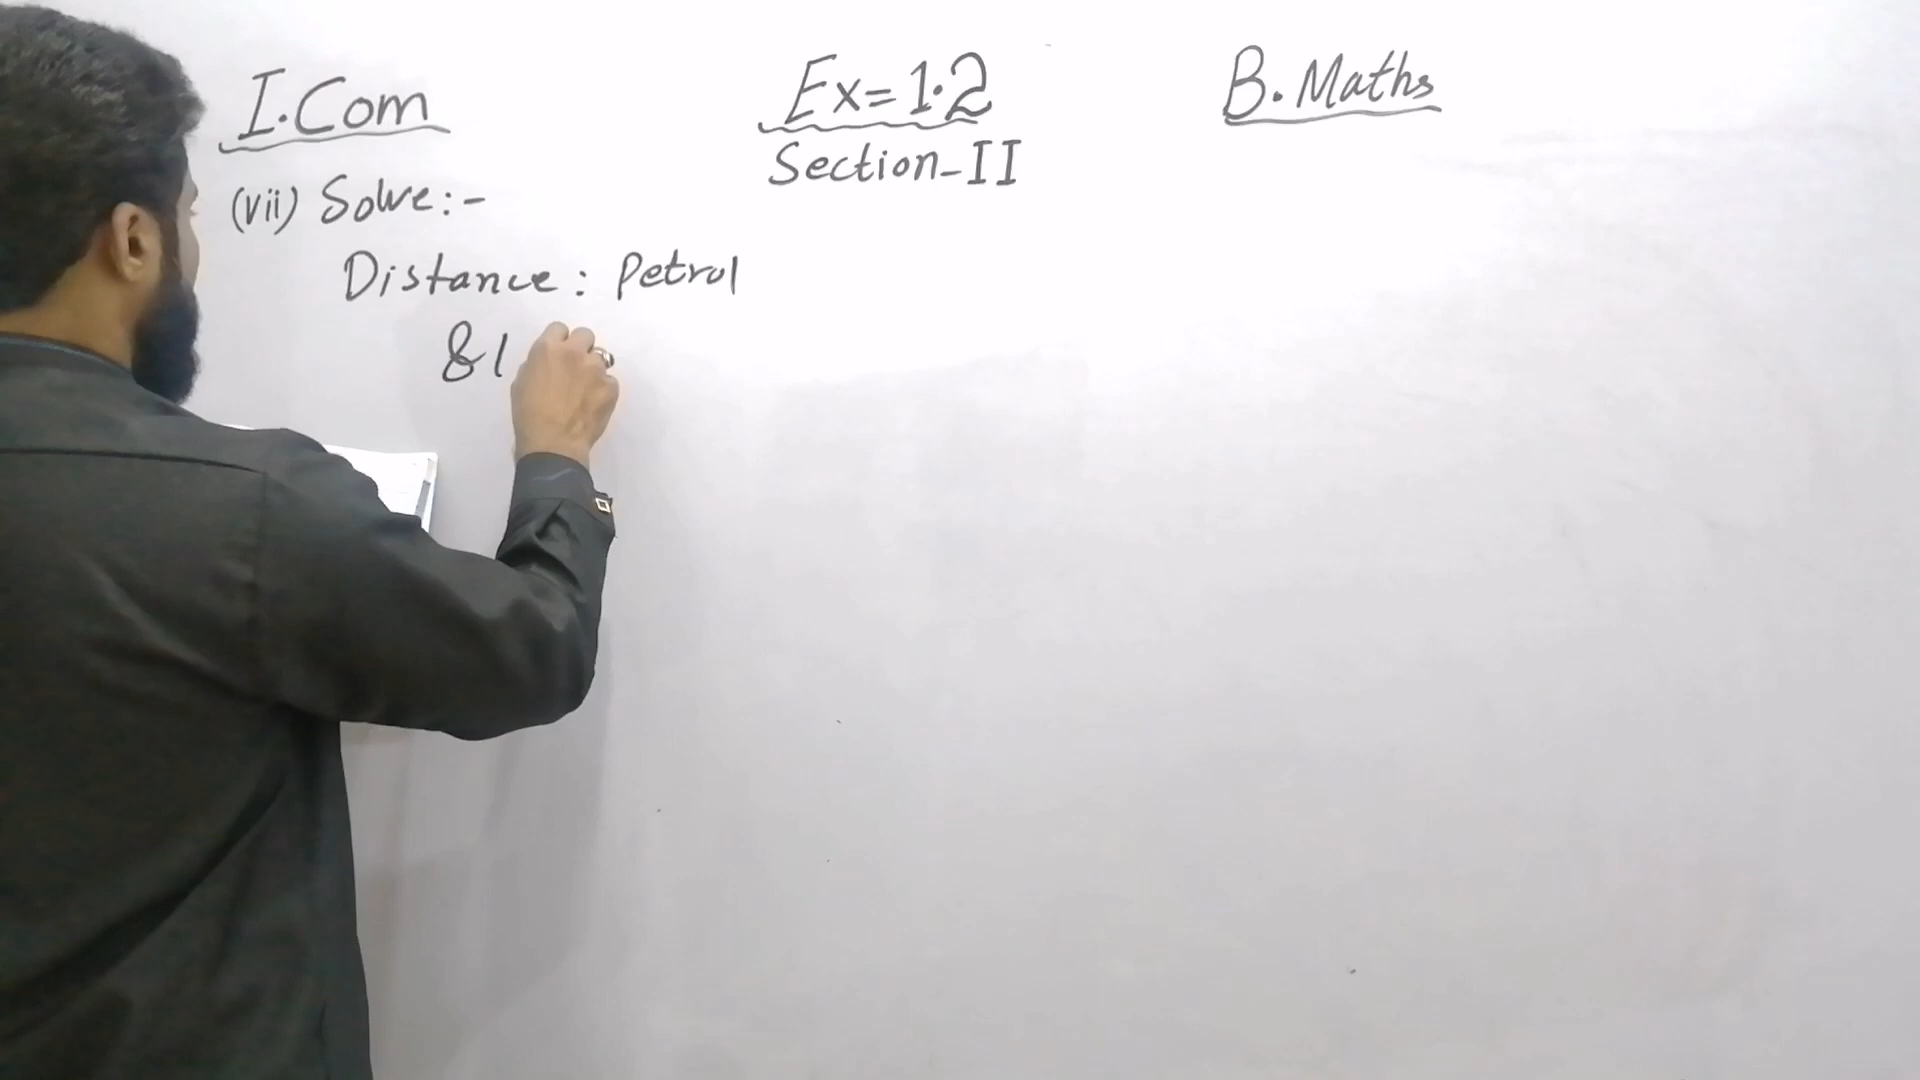 I.Com
Ex=1.2
B.Maths
Section-II
(vii) Solve:-
Distance : Petrol
81